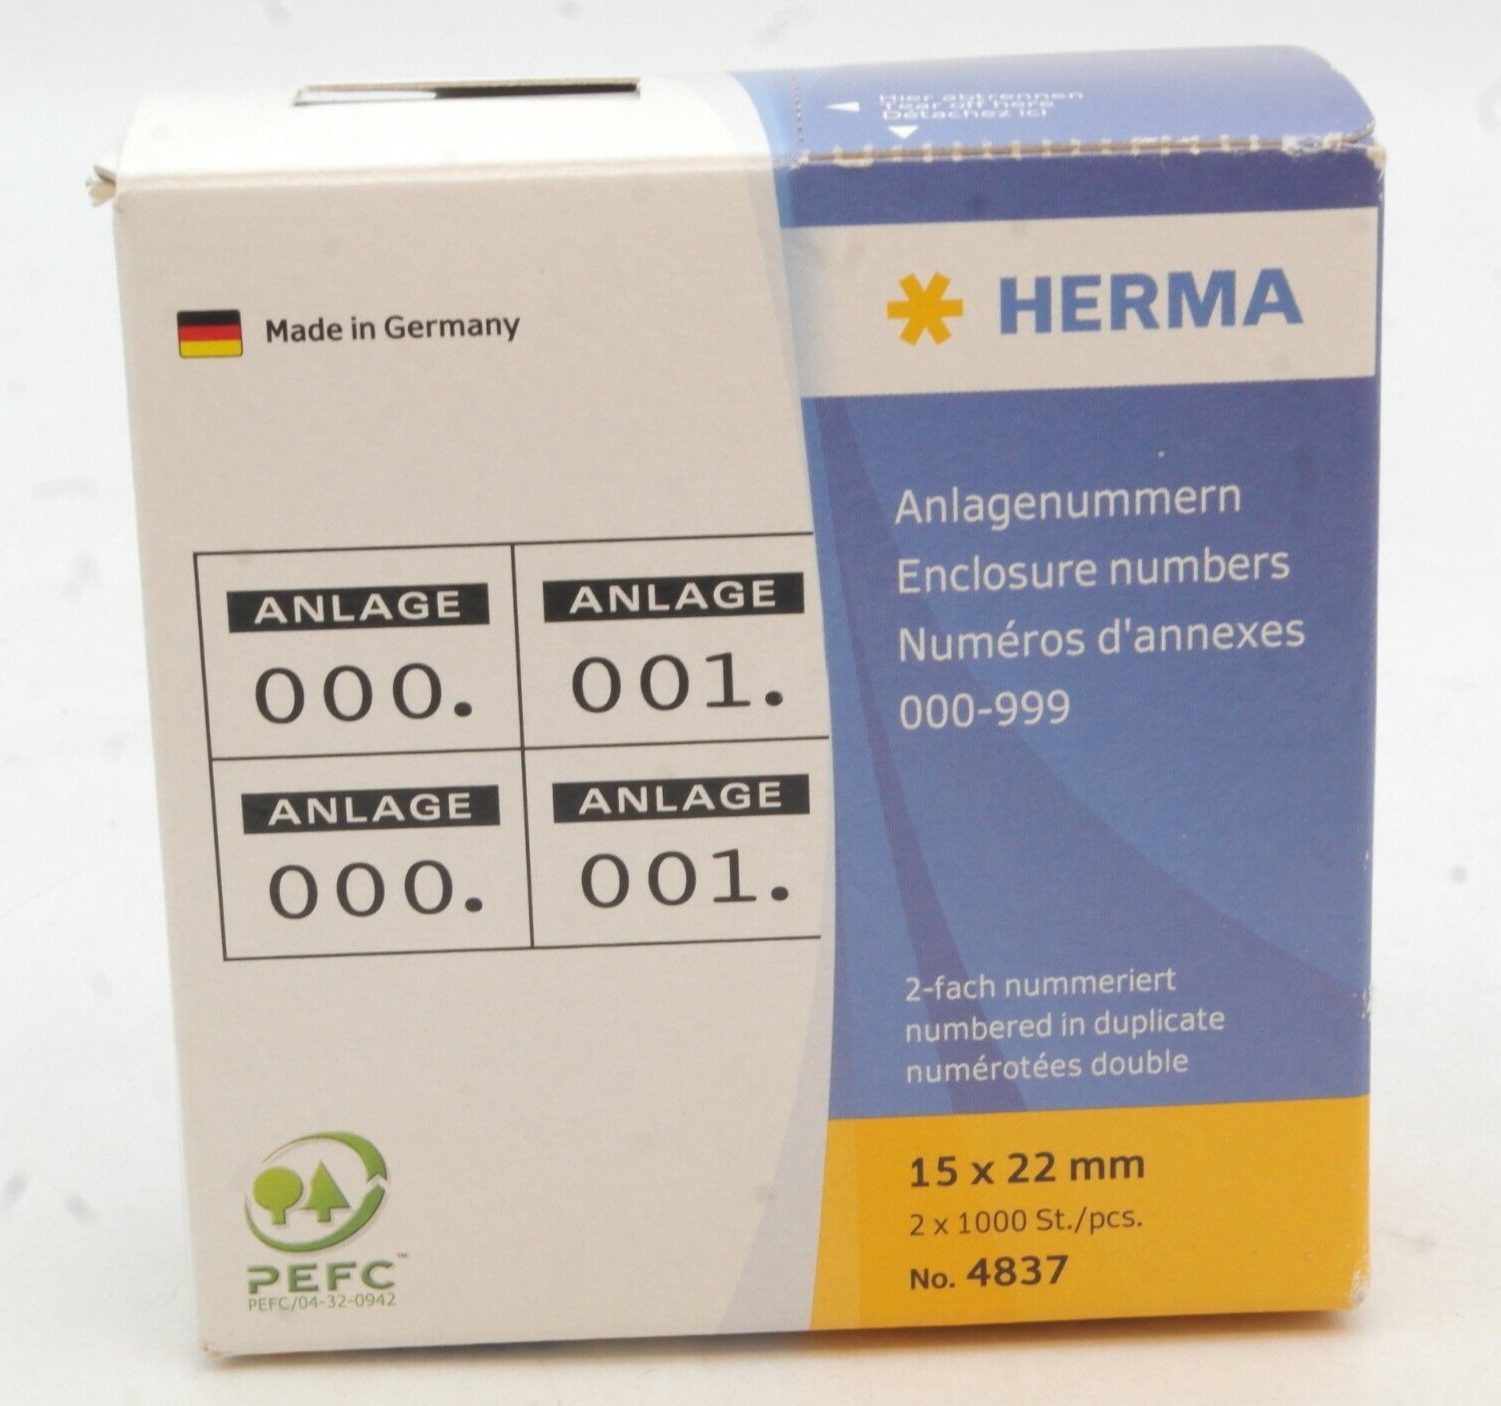 Hier abtrennen
Tear off here
Détachez ici
HERMA
Made in Germany
Anlagenummern
Enclosure numbers
Numéros d'annexes
000-999
ANLAGE ANLAGE
000. 001.
ANLAGE ANLAGE
000. 001.
2-fach nummeriert
numbered in duplicate
numérotées double
15 x 22 mm
2 x 1000 St./pcs.
No. 4837
PEFC™
PEFC/04-32-0942